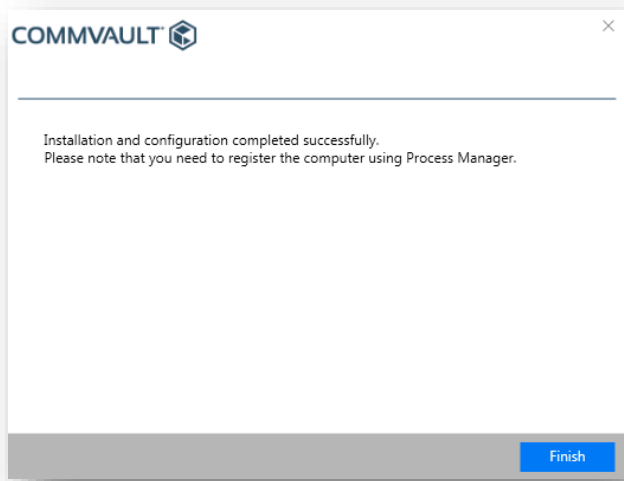 COMMVAULT
Installation and configuration completed successfully.
Please note that you need to register the computer using Process Manager.
Finish